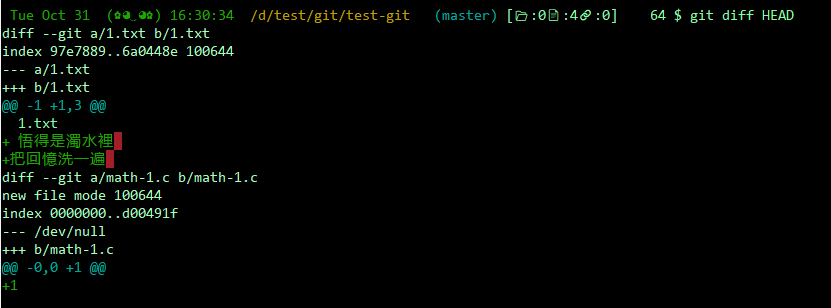 Tue Oct 31 (✿◕‿◕✿) 16:30:34 /d/test/git/test-git (master) [🗁:0🗎:4🔗:0] 64 $ git diff HEAD
diff --git a/1.txt b/1.txt
index 97e7889..6a0448e 100644
--- a/1.txt
+++ b/1.txt
@@ -1 +1,3 @@
  1.txt
+ 悟得是濁水裡
+把回憶洗一遍
diff --git a/math-1.c b/math-1.c
new file mode 100644
index 0000000..d00491f
--- /dev/null
+++ b/math-1.c
@@ -0,0 +1 @@
+1